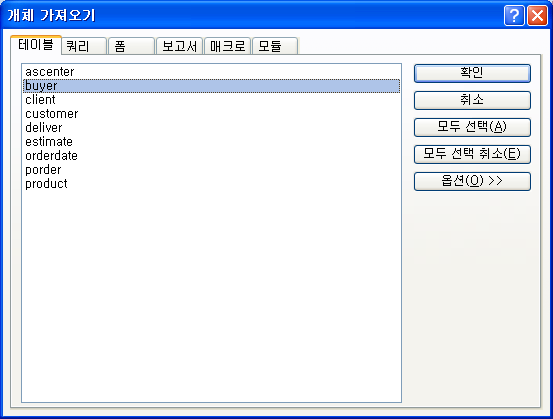 개체 가져오기
테이블 쿼리 폼 보고서 매크로 모듈
ascenter
buyer
client
customer
deliver
estimate
orderdate
porder
product
확인
취소
모두 선택(A)
모두 선택 취소(E)
옵션(O) >>